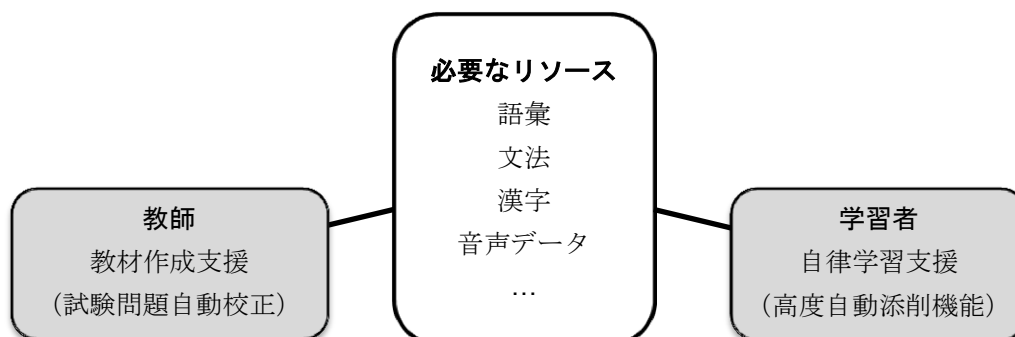 必要なリソース
語彙
文法
漢字
音声データ
…
教師
教材作成支援
（試験問題自動校正）
学習者
自律学習支援
（高度自動添削機能）